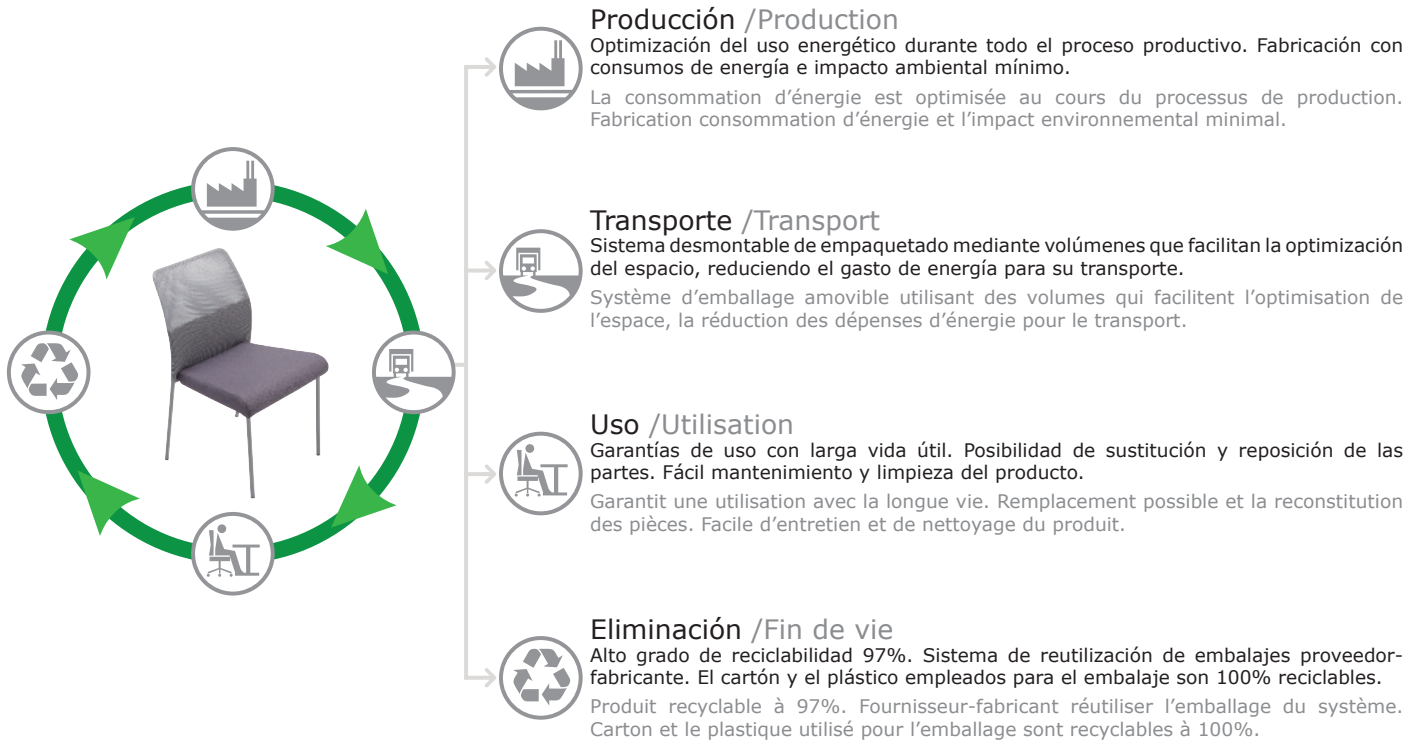 Producción /Production
Optimización del uso energético durante todo el proceso productivo. Fabricación con
consumos de energía e impacto ambiental mínimo.
La consommation d’énergie est optimisée au cours du processus de production.
Fabrication consommation d’énergie et l’impact environnemental minimal.
Transporte /Transport
Sistema desmontable de empaquetado mediante volúmenes que facilitan la optimización
del espacio, reduciendo el gasto de energía para su transporte.
Système d’emballage amovible utilisant des volumes qui facilitent l’optimisation de
l’espace, la réduction des dépenses d’énergie pour le transport.
Uso /Utilisation
Garantías de uso con larga vida útil. Posibilidad de sustitución y reposición de las
partes. Fácil mantenimiento y limpieza del producto.
Garantit une utilisation avec la longue vie. Remplacement possible et la reconstitution
des pièces. Facile d’entretien et de nettoyage du produit.
Eliminación /Fin de vie
Alto grado de reciclabilidad 97%. Sistema de reutilización de embalajes proveedor-
fabricante. El cartón y el plástico empleados para el embalaje son 100% reciclables.
Produit recyclable à 97%. Fournisseur-fabricant réutiliser l’emballage du système.
Carton et le plastique utilisé pour l’emballage sont recyclables à 100%.